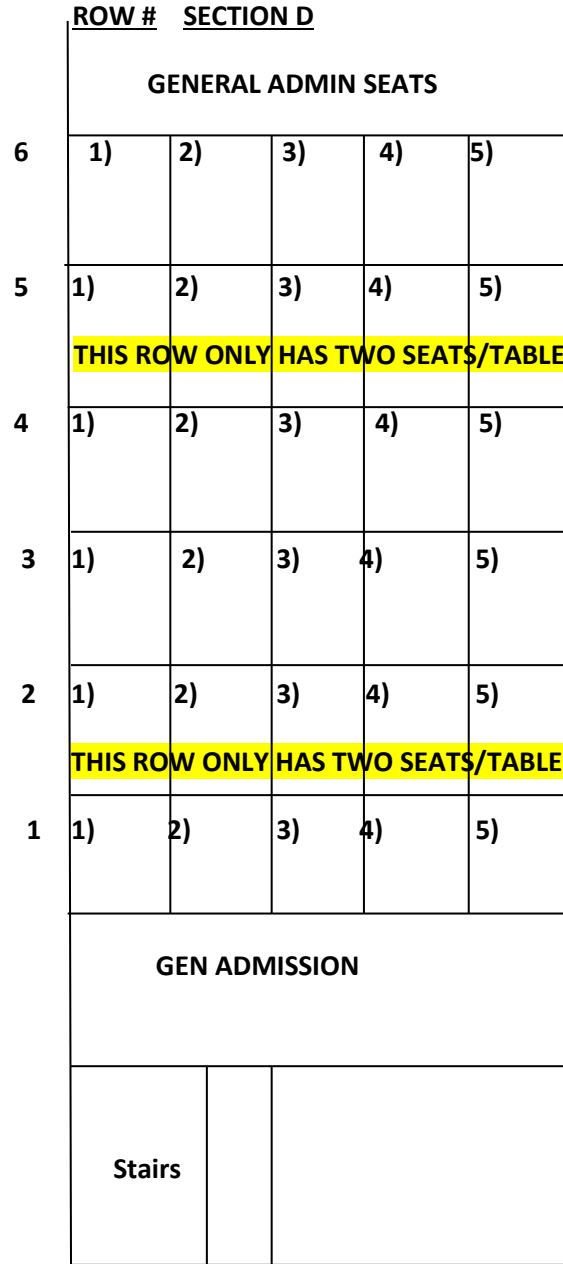 ROW # SECTION D
GENERAL ADMIN SEATS
6 1) 2) 3) 4) 5)
5 1) 2) 3) 4) 5)
THIS ROW ONLY HAS TWO SEATS/TABLE
4 1) 2) 3) 4) 5)
3 1) 2) 3) 4) 5)
2 1) 2) 3) 4) 5)
THIS ROW ONLY HAS TWO SEATS/TABLE
1 1) 2) 3) 4) 5)
GEN ADMISSION
Stairs